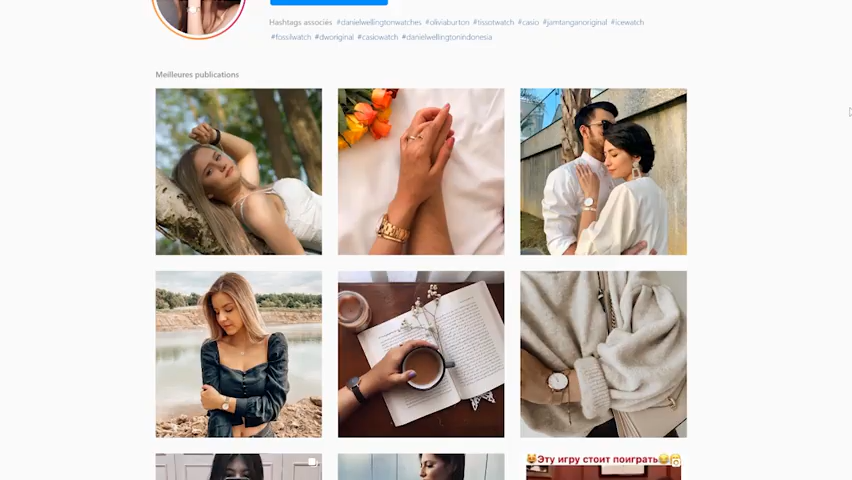 Hashtags associés #danielwellingtonwatches #oliviaburton #tissotwatch #casio #jamtanganoriginal #icewatch
#fossilwatch #dworiginal #casiowatch #danielwellingtonindonesia
Meilleures publications
Эту игру стоит поиграть